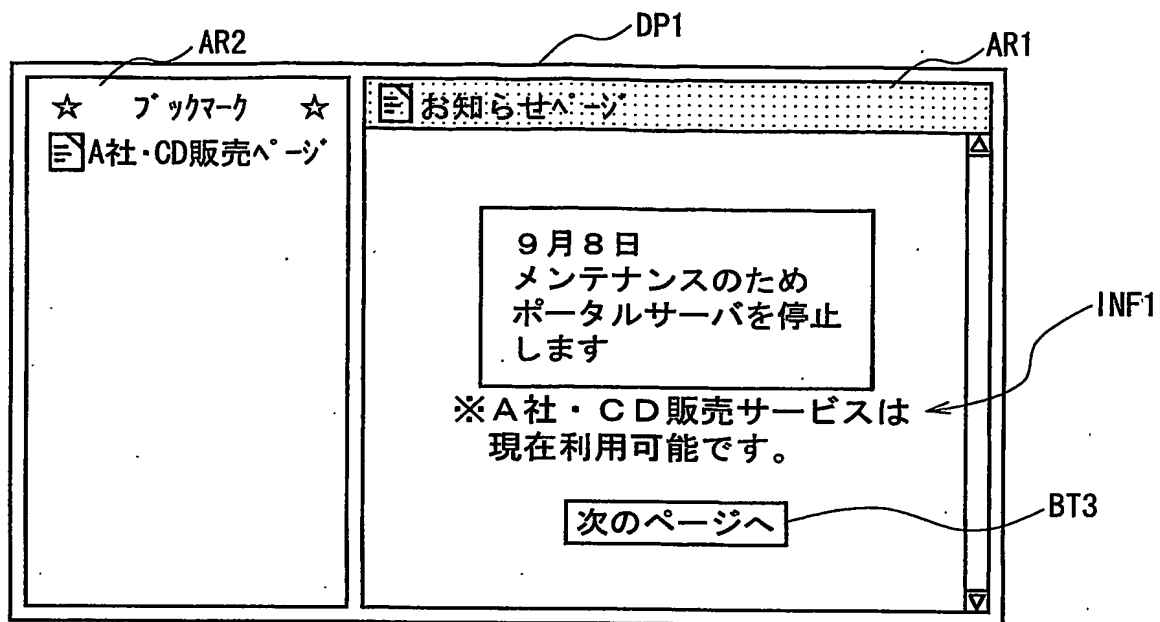 DP1
AR2
AR1
☆ ブックマーク ☆
A社・CD販売ページ
お知らせページ
9月8日
メンテナンスのため
ポータルサーバを停止
します
INF1
※A社・CD販売サービスは
現在利用可能です。
次のページへ
BT3